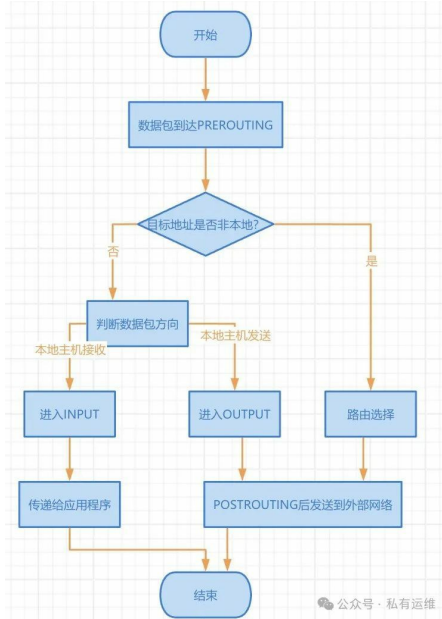 开始
数据包到达PREROUTING
目标地址是否非本地?
否
是
判断数据包方向
本地主机接收
本地主机发送
进入INPUT
进入OUTPUT
路由选择
传递给应用程序
POSTROUTING后发送到外部网络
结束
公众号·私有运维